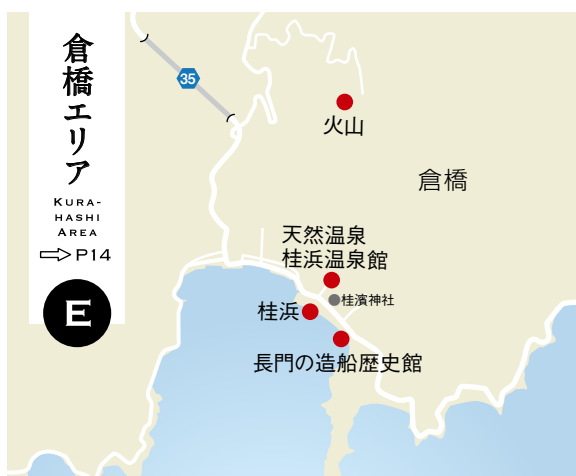 倉橋エリア
KURA-
HASHI
AREA
⇨P14
E
35
火山
倉橋
天然温泉
桂浜温泉館
桂濱神社
桂浜
長門の造船歴史館